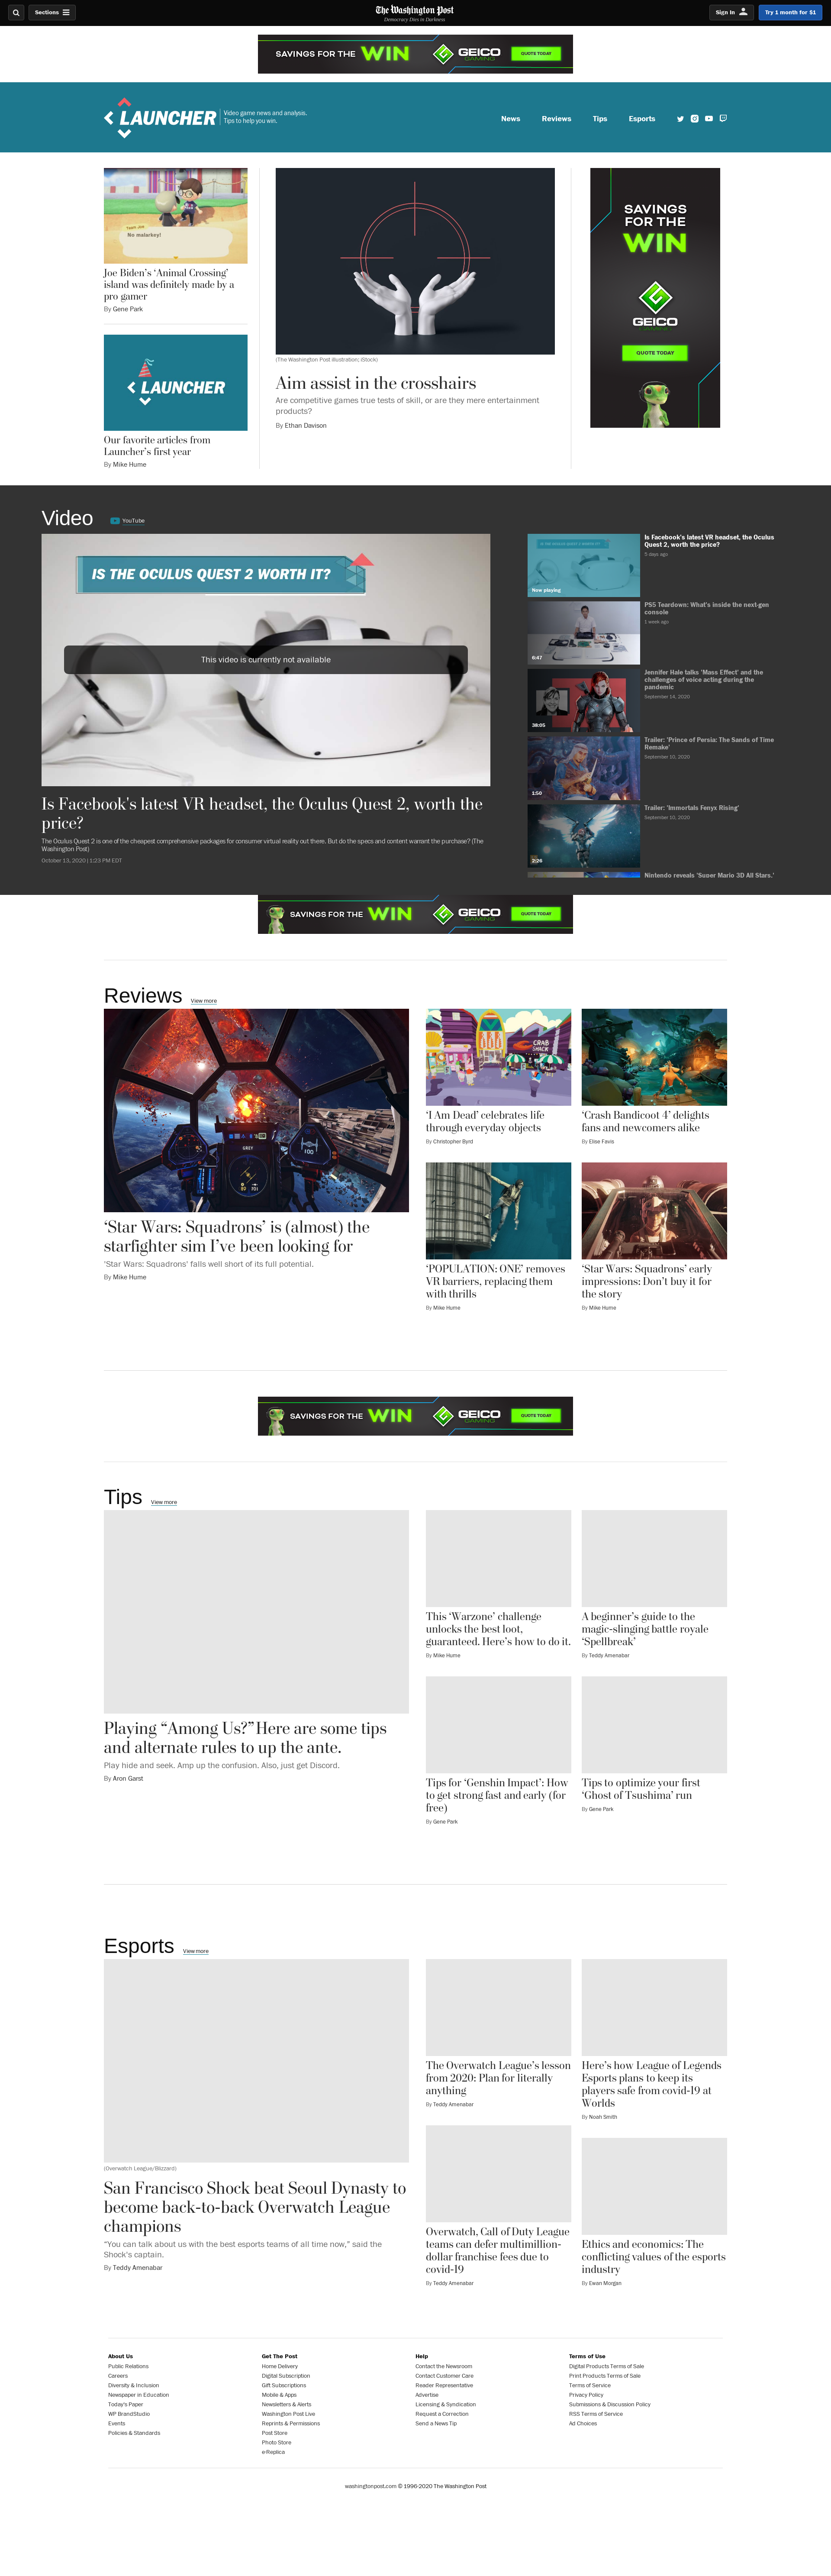 Sections
The Washington Post
Democracy Dies in Darkness
Sign In
Try 1 month for $1
SAVINGS FOR THE WIN
GEICO
GAMING
QUOTE TODAY
LAUNCHER
Video game news and analysis.
Tips to help you win.
News
Reviews
Tips
Esports
No malarkey!
Joe Biden’s ‘Animal Crossing’
island was definitely made by a
pro gamer
By Gene Park
LAUNCHER
Our favorite articles from
Launcher’s first year
By Mike Hume
(The Washington Post illustration; iStock)
Aim assist in the crosshairs
Are competitive games true tests of skill, or are they mere entertainment
products?
By Ethan Davison
SAVINGS
FOR THE
WIN
GEICO
GAMING
QUOTE TODAY
Video
YouTube
IS THE OCULUS QUEST 2 WORTH IT?
This video is currently not available
Is Facebook's latest VR headset, the Oculus Quest 2, worth the
price?
The Oculus Quest 2 is one of the cheapest comprehensive packages for consumer virtual reality out there. But do the specs and content warrant the purchase? (The
Washington Post)
October 13, 2020 | 1:23 PM EDT
Now playing
Is Facebook's latest VR headset, the Oculus
Quest 2, worth the price?
5 days ago
6:47
PS5 Teardown: What's inside the next-gen
console
1 week ago
38:05
Jennifer Hale talks 'Mass Effect' and the
challenges of voice acting during the
pandemic
September 14, 2020
1:50
Trailer: 'Prince of Persia: The Sands of Time
Remake'
September 10, 2020
2:26
Trailer: 'Immortals Fenyx Rising'
September 10, 2020
Nintendo reveals 'Super Mario 3D All Stars,'
SAVINGS FOR THE WIN
GEICO
GAMING
QUOTE TODAY
Reviews
View more
‘Star Wars: Squadrons’ is (almost) the
starfighter sim I’ve been looking for
'Star Wars: Squadrons' falls well short of its full potential.
By Mike Hume
CRAB
SHACK
‘I Am Dead’ celebrates life
through everyday objects
By Christopher Byrd
‘Crash Bandicoot 4’ delights
fans and newcomers alike
By Elise Favis
‘POPULATION: ONE’ removes
VR barriers, replacing them
with thrills
By Mike Hume
‘Star Wars: Squadrons’ early
impressions: Don’t buy it for
the story
By Mike Hume
SAVINGS FOR THE WIN
GEICO
GAMING
QUOTE TODAY
Tips
View more
Playing “Among Us?” Here are some tips
and alternate rules to up the ante.
Play hide and seek. Amp up the confusion. Also, just get Discord.
By Aron Garst
This ‘Warzone’ challenge
unlocks the best loot,
guaranteed. Here’s how to do it.
By Mike Hume
A beginner’s guide to the
magic-slinging battle royale
‘Spellbreak’
By Teddy Amenabar
Tips for ‘Genshin Impact’: How
to get strong fast and early (for
free)
By Gene Park
Tips to optimize your first
‘Ghost of Tsushima’ run
By Gene Park
Esports
View more
(Overwatch League/Blizzard)
San Francisco Shock beat Seoul Dynasty to
become back-to-back Overwatch League
champions
"You can talk about us with the best esports teams of all time now," said the
Shock's captain.
By Teddy Amenabar
The Overwatch League’s lesson
from 2020: Plan for literally
anything
By Teddy Amenabar
Here’s how League of Legends
Esports plans to keep its
players safe from covid-19 at
Worlds
By Noah Smith
Overwatch, Call of Duty League
teams can defer multimillion-
dollar franchise fees due to
covid-19
By Teddy Amenabar
Ethics and economics: The
conflicting values of the esports
industry
By Ewan Morgan
About Us
Public Relations
Careers
Diversity & Inclusion
Newspaper in Education
Today's Paper
WP BrandStudio
Events
Policies & Standards
Get The Post
Home Delivery
Digital Subscription
Gift Subscriptions
Mobile & Apps
Newsletters & Alerts
Washington Post Live
Reprints & Permissions
Post Store
Photo Store
e-Replica
Help
Contact the Newsroom
Contact Customer Care
Reader Representative
Advertise
Licensing & Syndication
Request a Correction
Send a News Tip
Terms of Use
Digital Products Terms of Sale
Print Products Terms of Sale
Terms of Service
Privacy Policy
Submissions & Discussion Policy
RSS Terms of Service
Ad Choices
washingtonpost.com © 1996-2020 The Washington Post